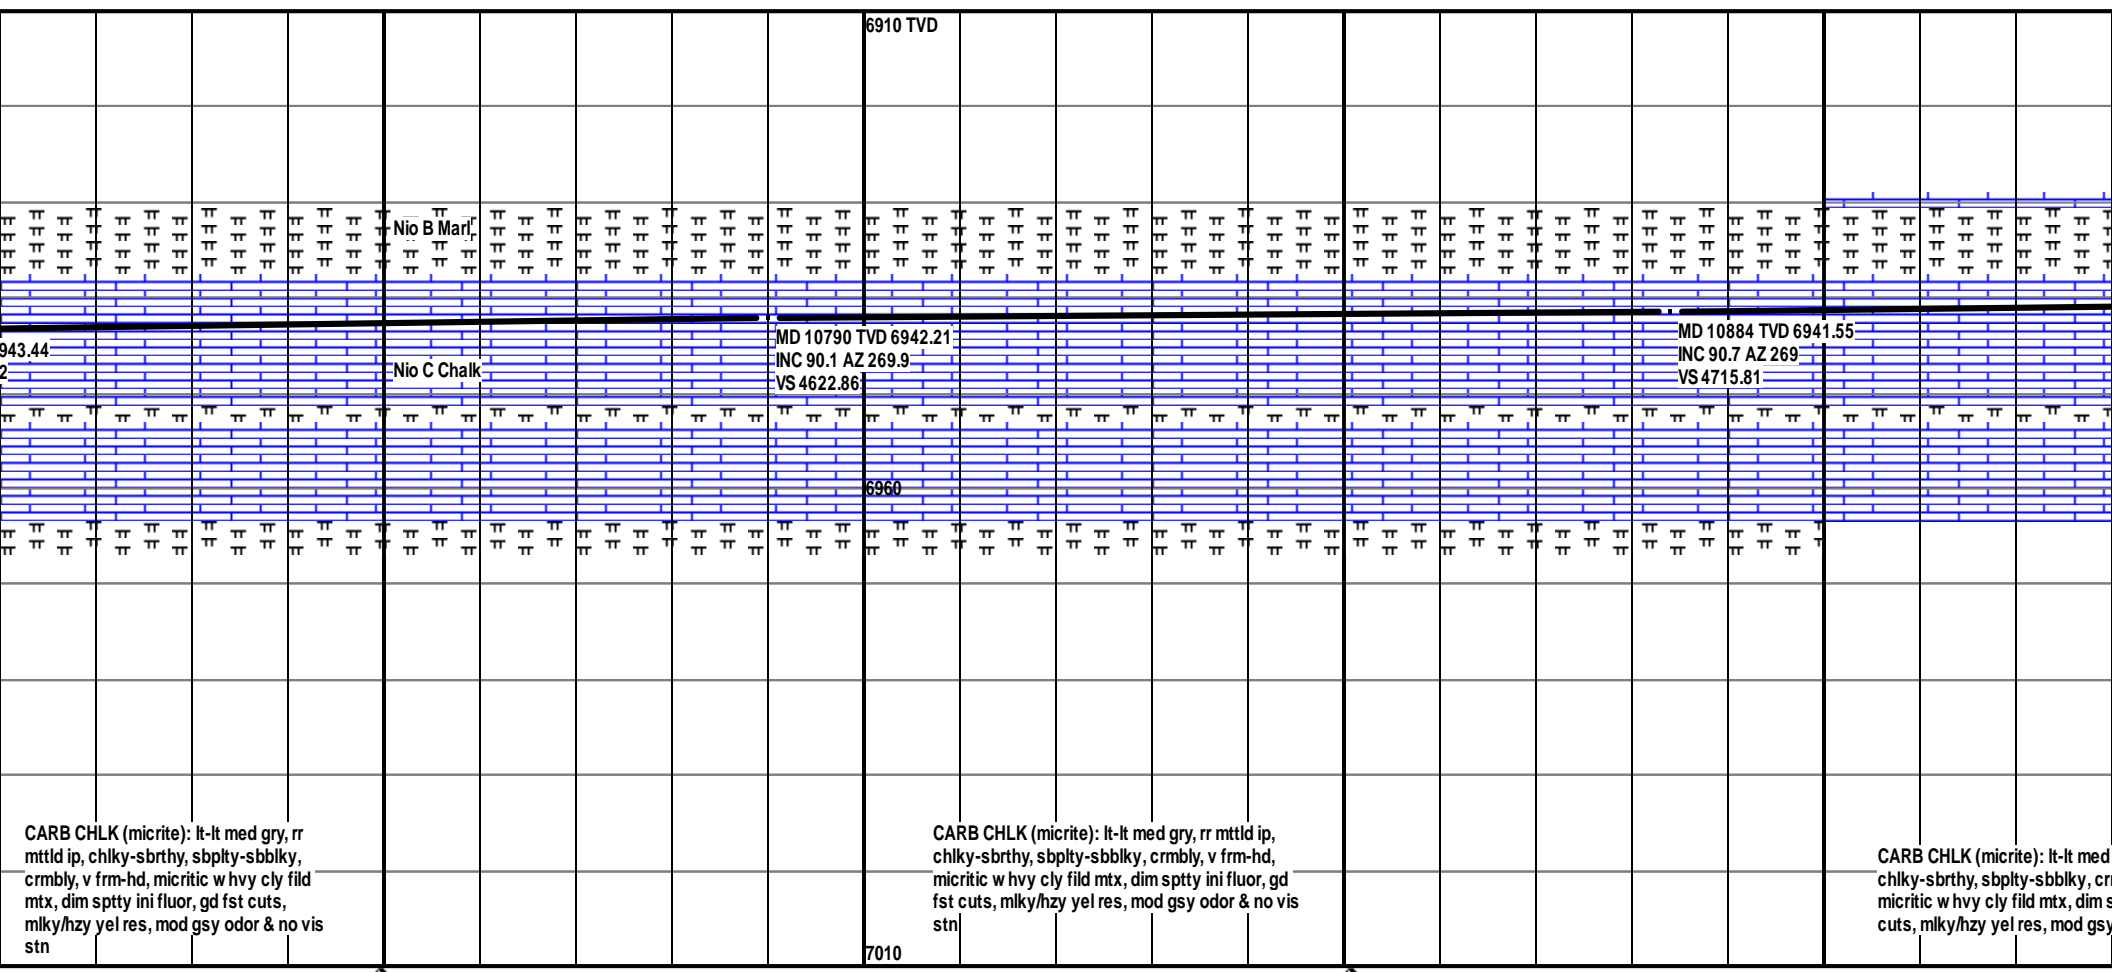 6910 TVD
Nio B Marl
943.44
2
Nio C Chalk
MD 10790 TVD 6942.21
INC 90.1 AZ 269.9
VS 4622.86
MD 10884 TVD 6941.55
INC 90.7 AZ 269
VS 4715.81
6960
CARB CHLK (micrite): lt-lt med gry, rr
mttld ip, chlky-sbrthy, sbplty-sbblky,
crmbly, v frm-hd, micritic w hvy cly fild
mtx, dim sptty ini fluor, gd fst cuts,
mlky/hzy yel res, mod gsy odor & no vis
stn
CARB CHLK (micrite): lt-lt med gry, rr mttld ip,
chlky-sbrthy, sbplty-sbblky, crmbly, v frm-hd,
micritic w hvy cly fild mtx, dim sptty ini fluor, gd
fst cuts, mlky/hzy yel res, mod gsy odor & no vis
stn
CARB CHLK (micrite): lt-lt med
chlky-sbrthy, sbplty-sbblky, cr
micritic w hvy cly fild mtx, dim s
cuts, mlky/hzy yel res, mod gsy
7010